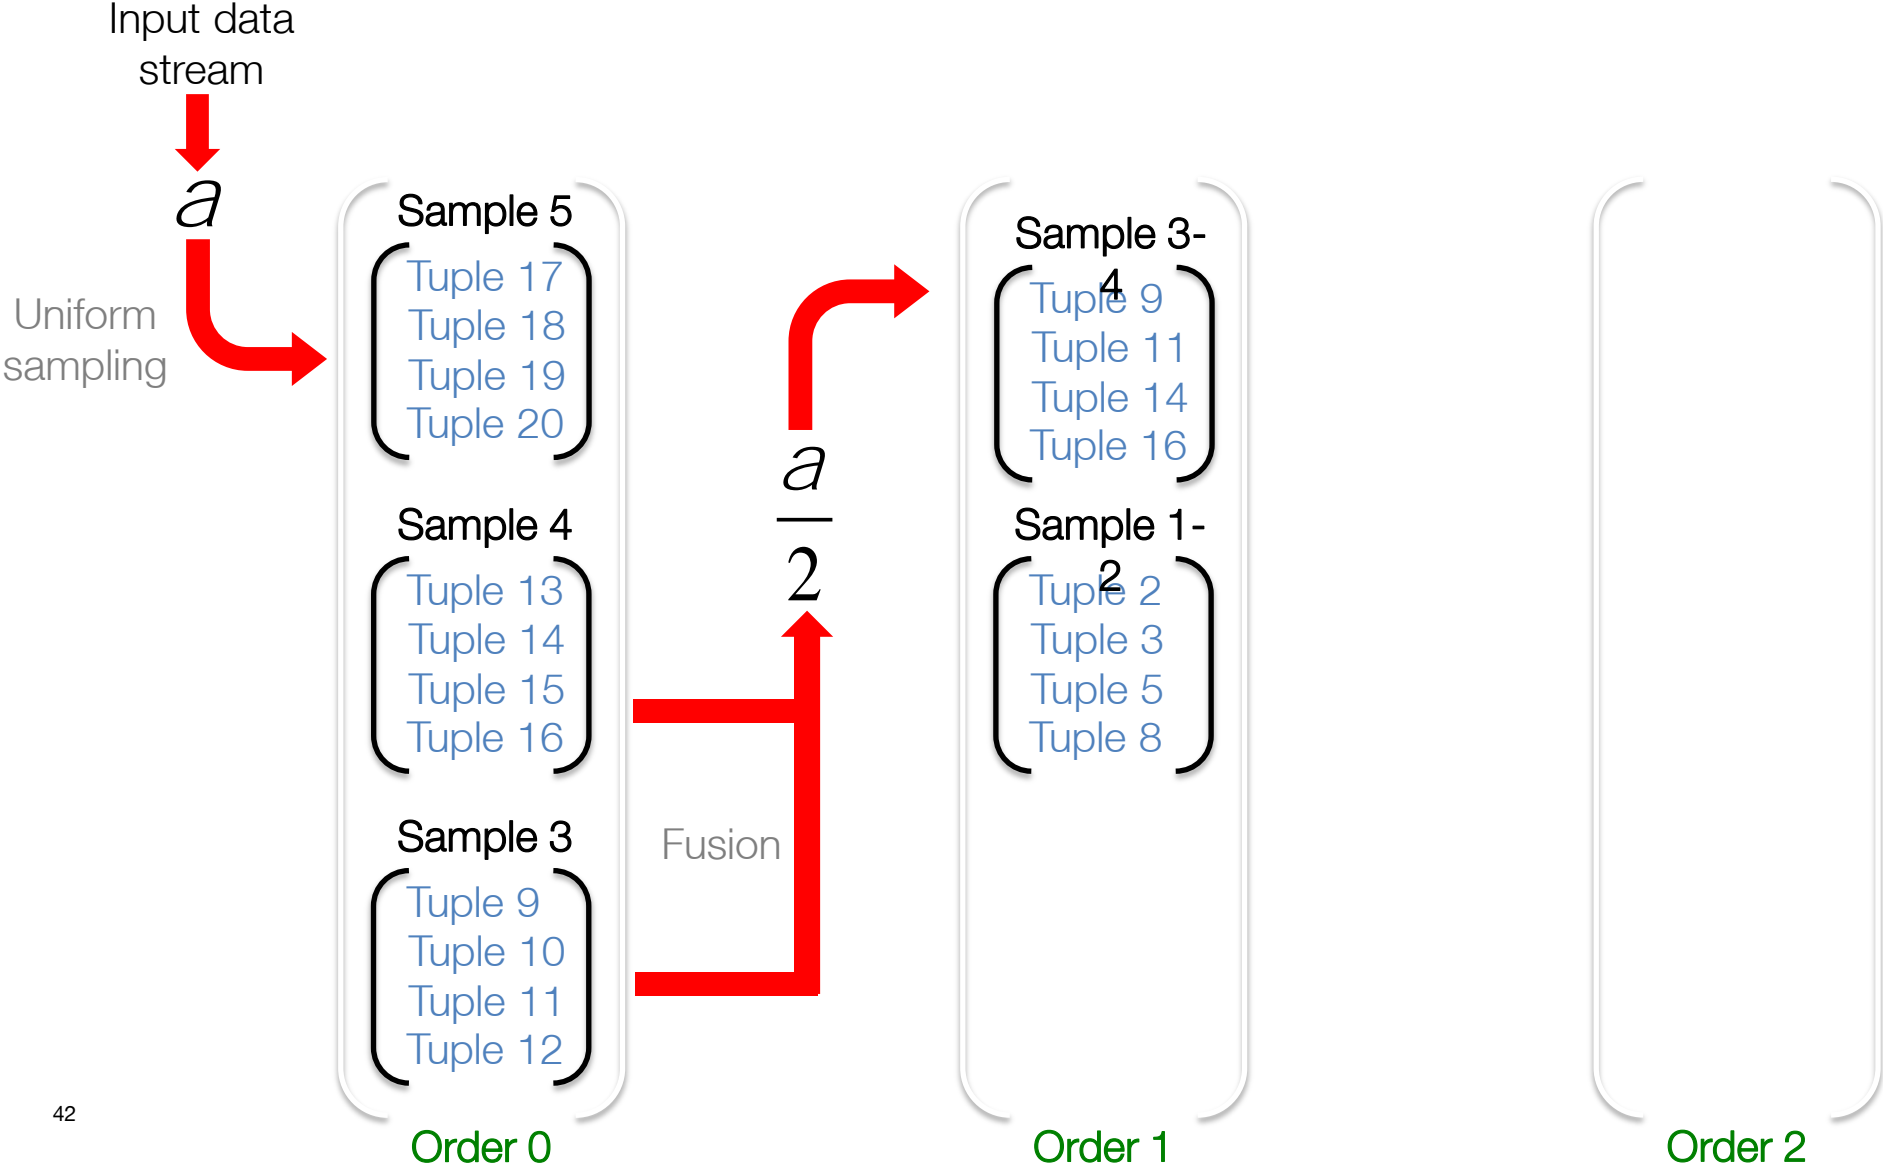 Input data
stream
a
Uniform
sampling
Sample 5
Tuple 17
Tuple 18
Tuple 19
Tuple 20
Sample 4
Tuple 13
Tuple 14
Tuple 15
Tuple 16
Sample 3
Tuple 9
Tuple 10
Tuple 11
Tuple 12
Order 0
Fusion
a
2
Sample 3-
4
Tuple 9
Tuple 11
Tuple 14
Tuple 16
Sample 1-
2
Tuple 2
Tuple 3
Tuple 5
Tuple 8
Order 1
Order 2
42